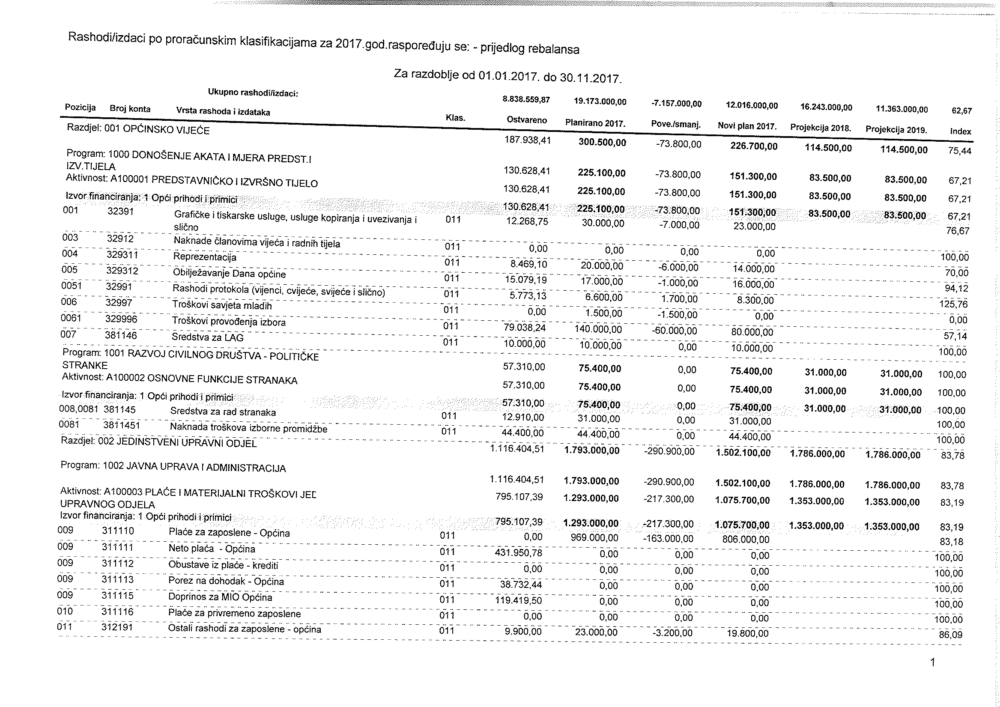 Rashodi/izdaci po proračunskim klasifikacijama za 2017.god.raspoređuju se: - prijedlog rebalansa
Za razdoblje od 01.01.2017. do 30.11.2017.
Ukupno rashodi/izdaci: 8.838.559,87 19.173.000,00 -7.157.000,00 12.016.000,00 16.243.000,00 11.363.000,00 62,67
Pozicija Broj konta Vrsta rashoda i izdataka Klas. Ostvareno Planirano 2017. Pove./smanj. Novi plan 2017. Projekcija 2018. Projekcija 2019. Index
Razdjel: 001 OPĆINSKO VIJEĆE 187.938,41 300.500,00 -73.800,00 226.700,00 114.500,00 114.500,00 75,44
Program: 1000 DONOŠENJE AKATA I MJERA PREDST.I
IZV.TIJELA 130.628,41 225.100,00 -73.800,00 151.300,00 83.500,00 83.500,00 67,21
Aktivnost: A100001 PREDSTAVNIČKO I IZVRŠNO TIJELO 130.628,41 225.100,00 -73.800,00 151.300,00 83.500,00 83.500,00 67,21
Izvor financiranja: 1 Opći prihodi i primici 130.628,41 225.100,00 -73.800,00 151.300,00 83.500,00 83.500,00 67,21
001 32391 Grafičke i tiskarske usluge, usluge kopiranja i uvezivanja i 011 12.268,75 30.000,00 -7.000,00 23.000,00 76,67
slično
003 32912 Naknade članovima vijeća i radnih tijela 011 0,00 0,00 0,00 0,00 100,00
004 329311 Reprezentacija 011 8.469,10 20.000,00 -6.000,00 14.000,00 70,00
005 329312 Obilježavanje Dana općine 011 15.079,19 17.000,00 -1.000,00 16.000,00 94,12
0051 32991 Rashodi protokola (vijenci, cvijeće, svijeće i slično) 011 5.773,13 6.600,00 1.700,00 8.300,00 125,76
006 32997 Troškovi savjeta mladih 011 0,00 1.500,00 -1.500,00 0,00 0,00
0061 329996 Troškovi provođenja izbora 011 79.038,24 140.000,00 -60.000,00 80.000,00 57,14
007 381146 Sredstva za LAG 011 10.000,00 10.000,00 0,00 10.000,00 100,00
Program: 1001 RAZVOJ CIVILNOG DRUŠTVA - POLITIČKE
STRANKE 57.310,00 75.400,00 0,00 75.400,00 31.000,00 31.000,00 100,00
Aktivnost: A100002 OSNOVNE FUNKCIJE STRANAKA 57.310,00 75.400,00 0,00 75.400,00 31.000,00 31.000,00 100,00
Izvor financiranja: 1 Opći prihodi i primici 57.310,00 75.400,00 0,00 75.400,00 31.000,00 31.000,00 100,00
008,0081 381145 Sredstva za rad stranaka 011 12.910,00 31.000,00 0,00 31.000,00 100,00
0081 3811451 Naknada troškova izborne promidžbe 011 44.400,00 44.400,00 0,00 44.400,00 100,00
Razdjel: 002 JEDINSTVENI UPRAVNI ODJEL 1.116.404,51 1.793.000,00 -290.900,00 1.502.100,00 1.786.000,00 1.786.000,00 83,78
Program: 1002 JAVNA UPRAVA I ADMINISTRACIJA 1.116.404,51 1.793.000,00 -290.900,00 1.502.100,00 1.786.000,00 1.786.000,00 83,78
Aktivnost: A100003 PLAĆE I MATERIJALNI TROŠKOVI JED 795.107,39 1.293.000,00 -217.300,00 1.075.700,00 1.353.000,00 1.353.000,00 83,19
UPRAVNOG ODJELA
Izvor financiranja: 1 Opći prihodi i primici 795.107,39 1.293.000,00 -217.300,00 1.075.700,00 1.353.000,00 1.353.000,00 83,19
009 311110 Plaće za zaposlene - Općina 011 0,00 969.000,00 -163.000,00 806.000,00 83,18
009 311111 Neto plaća - Općina 011 431.950,78 0,00 0,00 0,00 100,00
009 311112 Obustave iz plaće - krediti 011 0,00 0,00 0,00 0,00 100,00
009 311113 Porez na dohodak - Općina 011 38.732,44 0,00 0,00 0,00 100,00
009 311115 Doprinos za MIO Općina 011 119.419,50 0,00 0,00 0,00 100,00
010 311116 Plaće za privremeno zaposlene 011 0,00 0,00 0,00 0,00 100,00
011 312191 Ostali rashodi za zaposlene - općina 011 9.900,00 23.000,00 -3.200,00 19.800,00 86,09
1